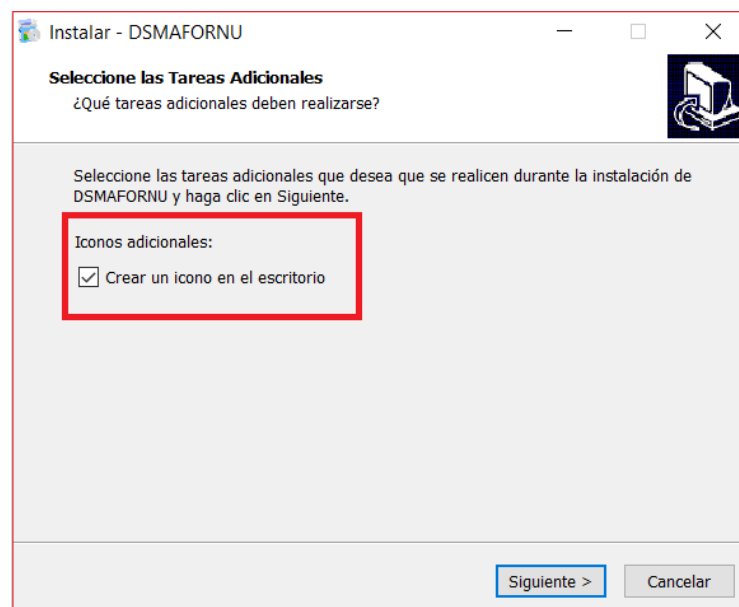 Instalar - DSMAFORNU
Seleccione las Tareas Adicionales
¿Qué tareas adicionales deben realizarse?
Seleccione las tareas adicionales que desea que se realicen durante la instalación de
DSMAFORNU y haga clic en Siguiente.
Iconos adicionales:
Crear un icono en el escritorio
Siguiente >
Cancelar